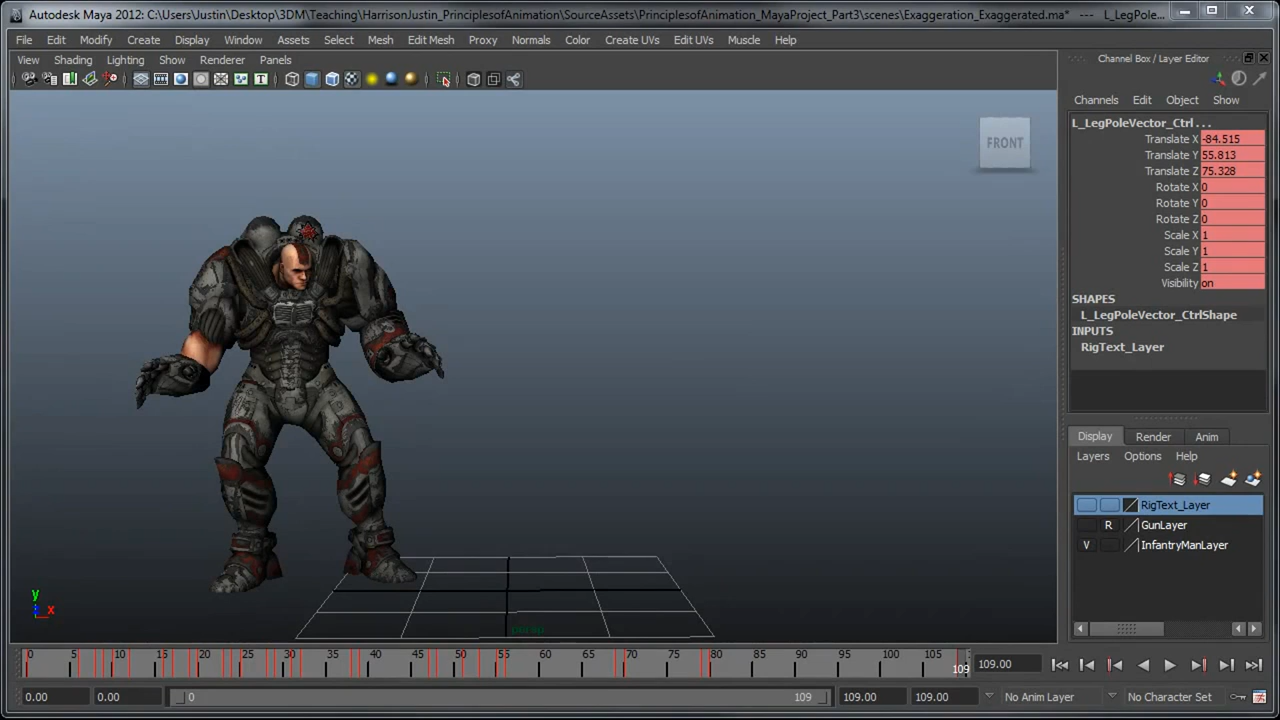 Autodesk Maya 2012: C:\Users\Justin\Desktop\3DM\Teaching\HarrisonJustin_PrinciplesofAnimation\SourceAssets\PrinciplesofAnimation_MayaProject_Part3\scenes\Exaggeration_Exaggerated.ma* --- L_LegPole...
File Edit Modify Create Display Window Assets Select Mesh Edit Mesh Proxy Normals Color Create UVs Edit UVs Muscle Help
View Shading Lighting Show Renderer Panels
Channel Box / Layer Editor
Channels Edit Object Show
L_LegPoleVector_Ctrl . . .
Translate X -84.515
Translate Y 55.813
Translate Z 75.328
Rotate X 0
Rotate Y 0
Rotate Z 0
Scale X 1
Scale Y 1
Scale Z 1
Visibility on
SHAPES
L_LegPoleVector_CtrlShape
INPUTS
RigText_Layer
FRONT
Display Render Anim
Layers Options Help
RigText_Layer
R GunLayer
V InfantryManLayer
y
z x
persp
0 5 10 15 20 25 30 35 40 45 50 55 60 65 70 75 80 85 90 95 100 105 109
109.00
0.00 0.00 0 109 109.00 109.00 No Anim Layer No Character Set